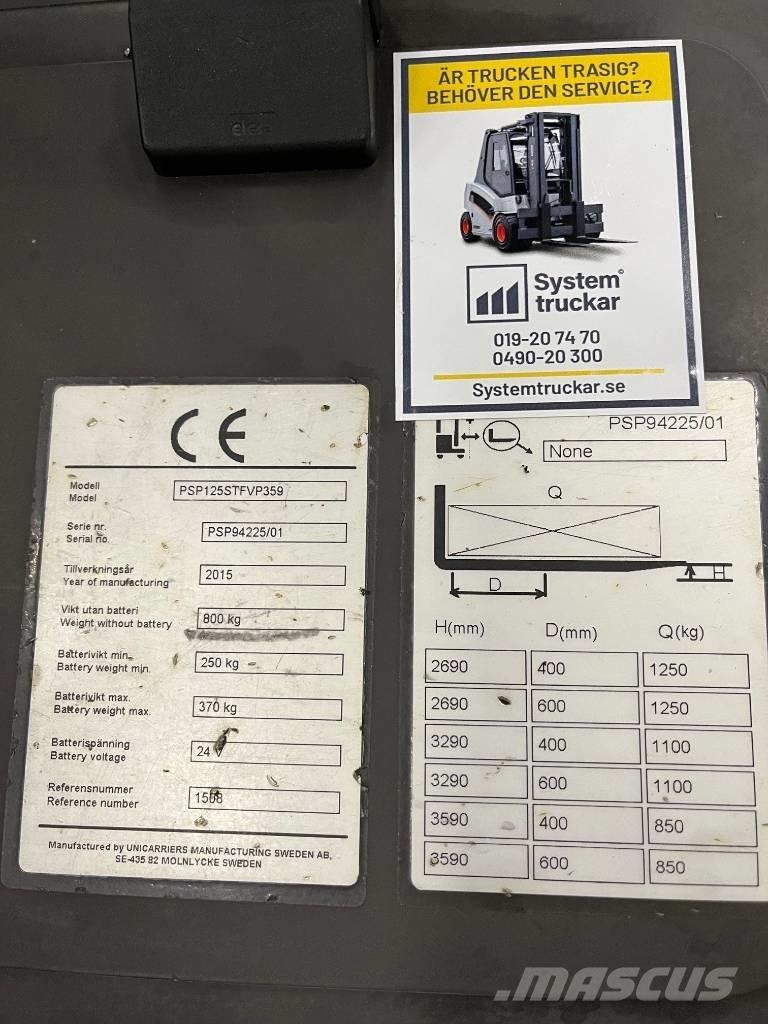 elesa
ÄR TRUCKEN TRASIG?
BEHÖVER DEN SERVICE?
System©
truckar
019-20 74 70
0490-20 300
Systemtruckar.se
CE
Modell
Model
PSP125STFVP359
Serie nr.
Serial no.
PSP94225/01
Tillverkningsår
Year of manufacturing
2015
Vikt utan batteri
Weight without battery
800 kg
Batterivikt min.
Battery weight min.
250 kg
Batterivikt max.
Battery weight max.
370 kg
Batterispänning
Battery voltage
24 V
Referensnummer
Reference number
1508
Manufactured by UNICARRIERS MANUFACTURING SWEDEN AB,
SE-435 82 MOLNLYCKE SWEDEN
PSP94225/01
None
Q
D
H
H(mm) D(mm) Q(kg)
2690 400 1250
2690 600 1250
3290 400 1100
3290 600 1100
3590 400 850
3590 600 850
MASCUS